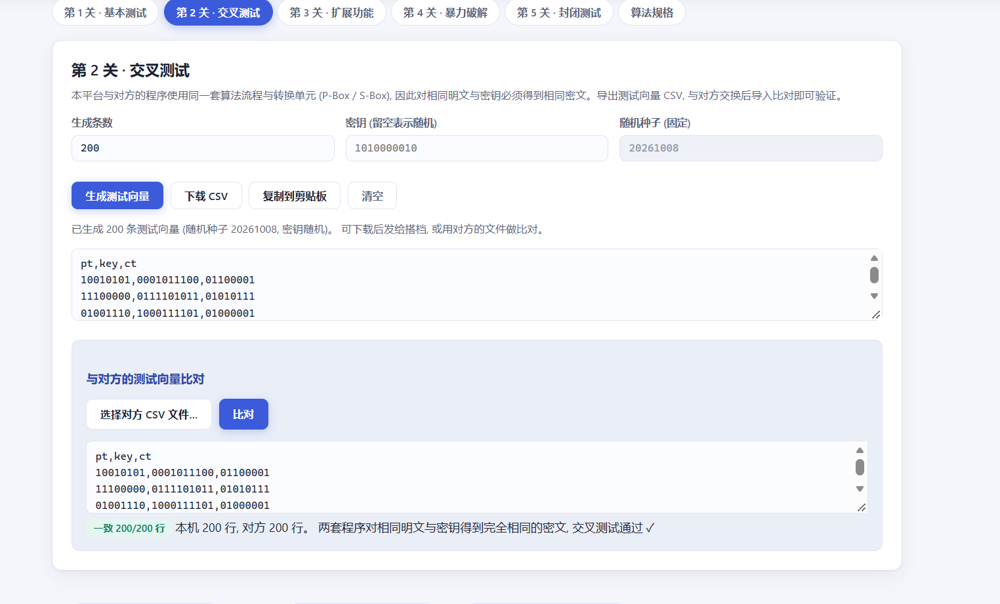 第 1 关 · 基本测试 第 2 关 · 交叉测试 第 3 关 · 扩展功能 第 4 关 · 暴力破解 第 5 关 · 封闭测试 算法规格
第 2 关 · 交叉测试
本平台与对方的程序使用同一套算法流程与转换单元 (P-Box / S-Box), 因此对相同明文与密钥必须得到相同密文。导出测试向量 CSV, 与对方交换后导入比对即可验证。
生成条数 密钥 (留空表示随机) 随机种子 (固定)
200 1010000010 20261008
生成测试向量 下载 CSV 复制到剪贴板 清空
已生成 200 条测试向量 (随机种子 20261008, 密钥随机)。 可下载后发给搭档, 或用对方的文件做比对。
pt,key,ct
10010101,0001011100,01100001
11100000,0111101011,01010111
01001110,1000111101,01000001
与对方的测试向量比对
选择对方 CSV 文件... 比对
pt,key,ct
10010101,0001011100,01100001
11100000,0111101011,01010111
01001110,1000111101,01000001
一致 200/200 行 本机 200 行, 对方 200 行。 两套程序对相同明文与密钥得到完全相同的密文, 交叉测试通过 ✓